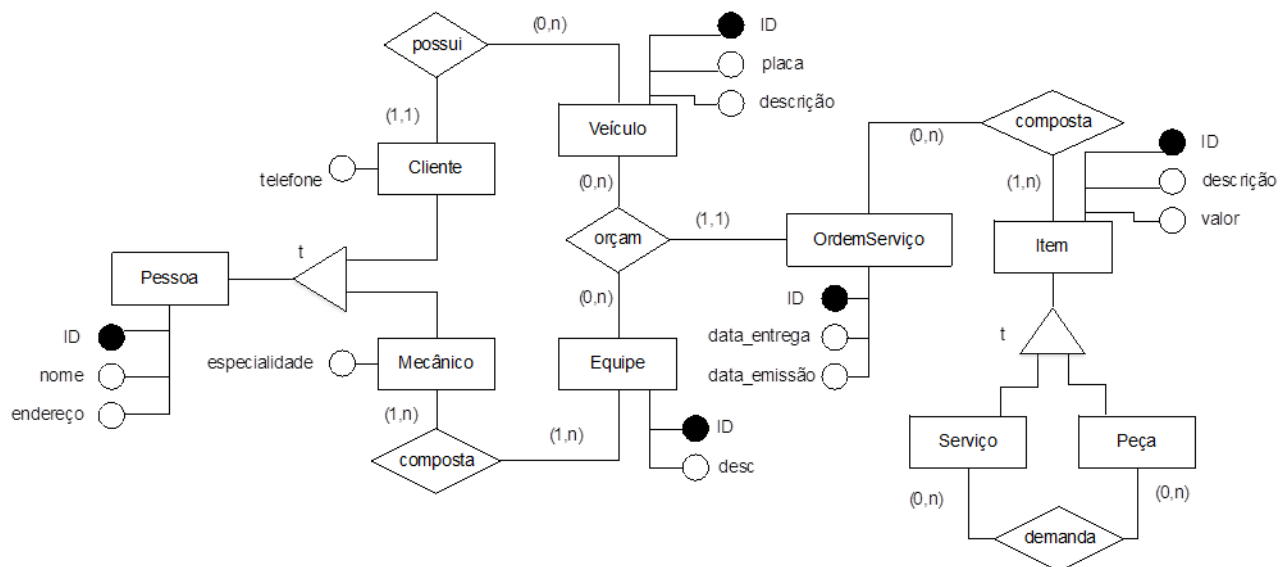 possui
(0,n)
ID
placa
descrição
(1,1)
Veículo
composta
(0,n)
ID
Cliente
telefone
(0,n)
(1,n)
descrição
valor
t
orçam
(1,1)
OrdemServiço
Item
Pessoa
ID
nome
endereço
(0,n)
ID
data_entrega
data_emissão
t
especialidade
Mecânico
Equipe
(1,n)
composta
(1,n)
ID
desc
Serviço
Peça
(0,n)
(0,n)
demanda